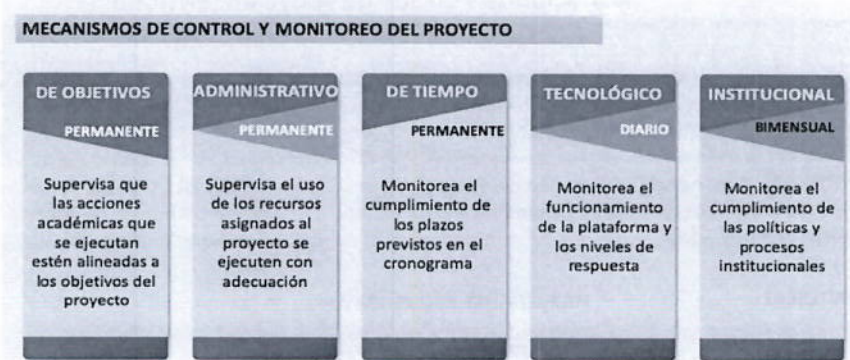 MECANISMOS DE CONTROL Y MONITOREO DEL PROYECTO
DE OBJETIVOS
PERMANENTE
Supervisa que
las acciones
académicas que
se ejecutan
estén alineadas a
los objetivos del
proyecto
ADMINISTRATIVO
PERMANENTE
Supervisa el uso
de los recursos
asignados al
proyecto se
ejecuten con
adecuación
DE TIEMPO
PERMANENTE
Monitorea el
cumplimiento de
los plazos
previstos en el
cronograma
TECNOLÓGICO
DIARIO
Monitorea el
funcionamiento
de la plataforma y
los niveles de
respuesta
INSTITUCIONAL
BIMENSUAL
Monitorea el
cumplimiento de
las políticas y
procesos
institucionales